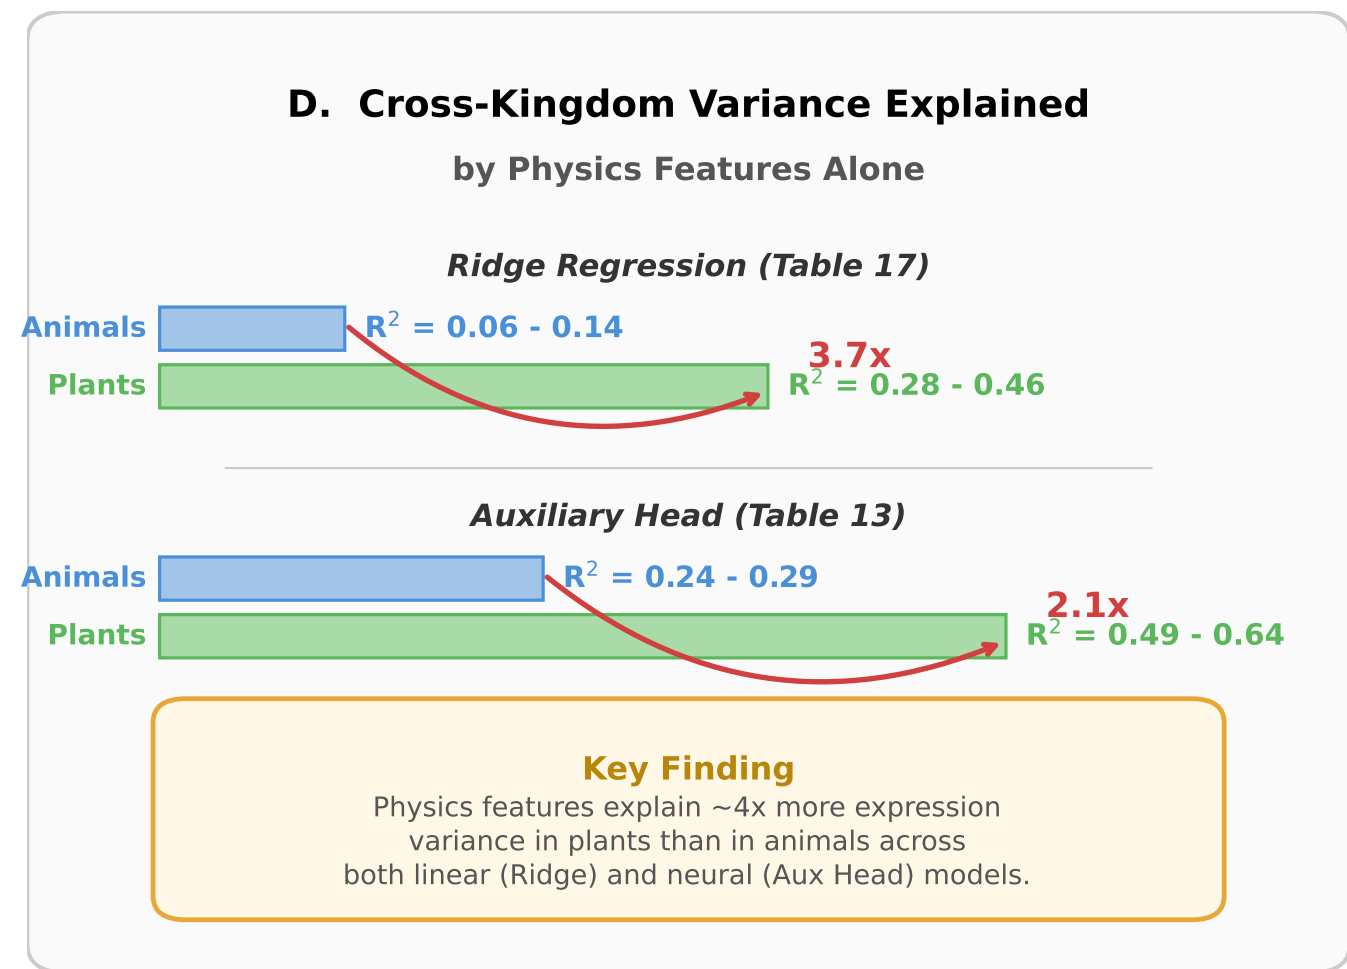 D.  Cross-Kingdom Variance Explained
by Physics Features Alone
Ridge Regression (Table 17)
Animals R² = 0.06 - 0.14
3.7x
Plants R² = 0.28 - 0.46
Auxiliary Head (Table 13)
Animals R² = 0.24 - 0.29
2.1x
Plants R² = 0.49 - 0.64
Key Finding
Physics features explain ~4x more expression
variance in plants than in animals across
both linear (Ridge) and neural (Aux Head) models.